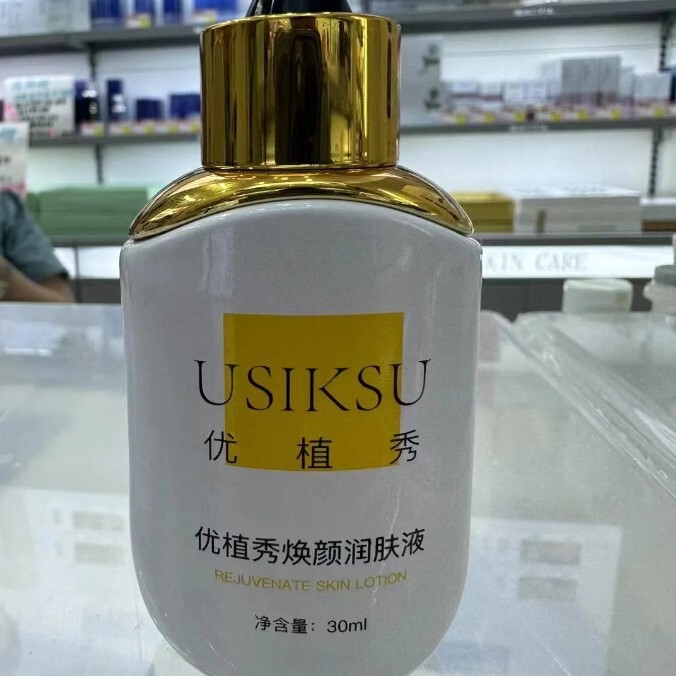 USIKSU
优植秀
优植秀焕颜润肤液
REJUVENATE SKIN LOTION
净含量：30ml
CARE